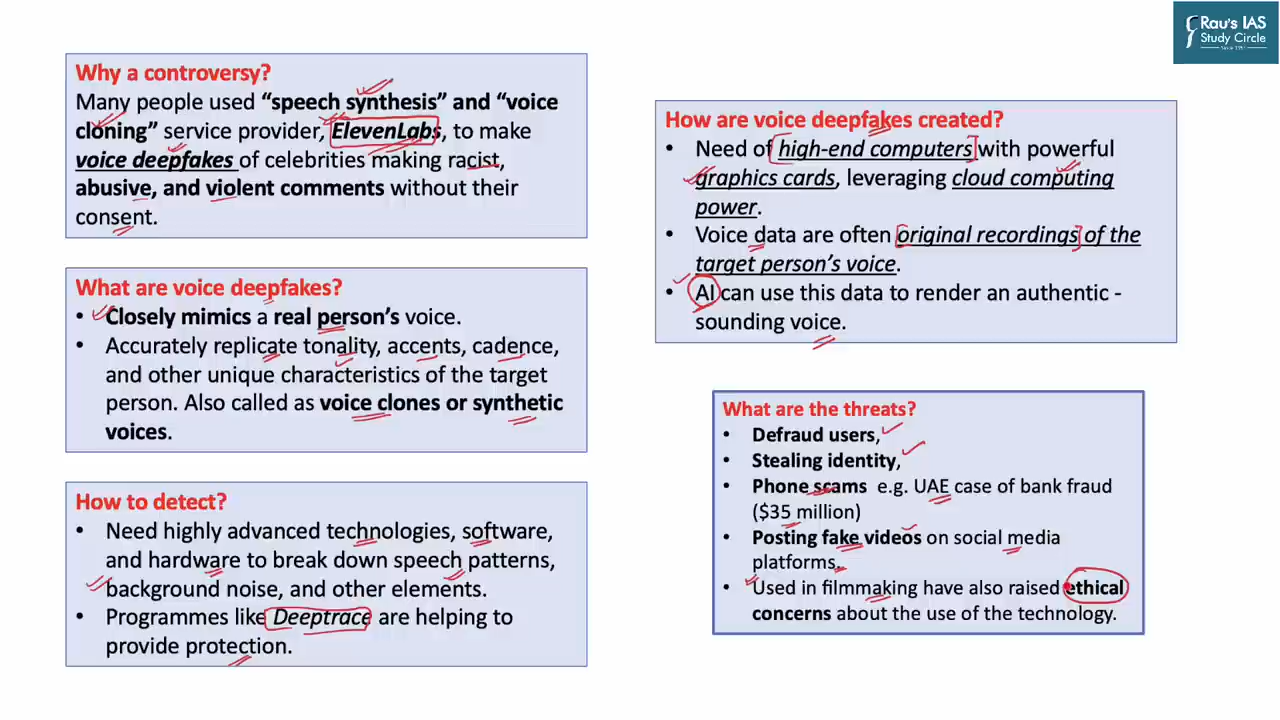 Rau's IAS
Study Circle
Since 1953
Why a controversy?
Many people used “speech synthesis” and “voice
cloning” service provider, ElevenLabs, to make
voice deepfakes of celebrities making racist,
abusive, and violent comments without their
consent.
What are voice deepfakes?
• Closely mimics a real person’s voice.
• Accurately replicate tonality, accents, cadence,
and other unique characteristics of the target
person. Also called as voice clones or synthetic
voices.
How to detect?
• Need highly advanced technologies, software,
and hardware to break down speech patterns,
background noise, and other elements.
• Programmes like Deeptrace are helping to
provide protection.
How are voice deepfakes created?
• Need of high-end computers with powerful
graphics cards, leveraging cloud computing
power.
• Voice data are often original recordings of the
target person’s voice.
• AI can use this data to render an authentic -
sounding voice.
What are the threats?
• Defraud users,
• Stealing identity,
• Phone scams e.g. UAE case of bank fraud
($35 million)
• Posting fake videos on social media
platforms.
• Used in filmmaking have also raised ethical
concerns about the use of the technology.